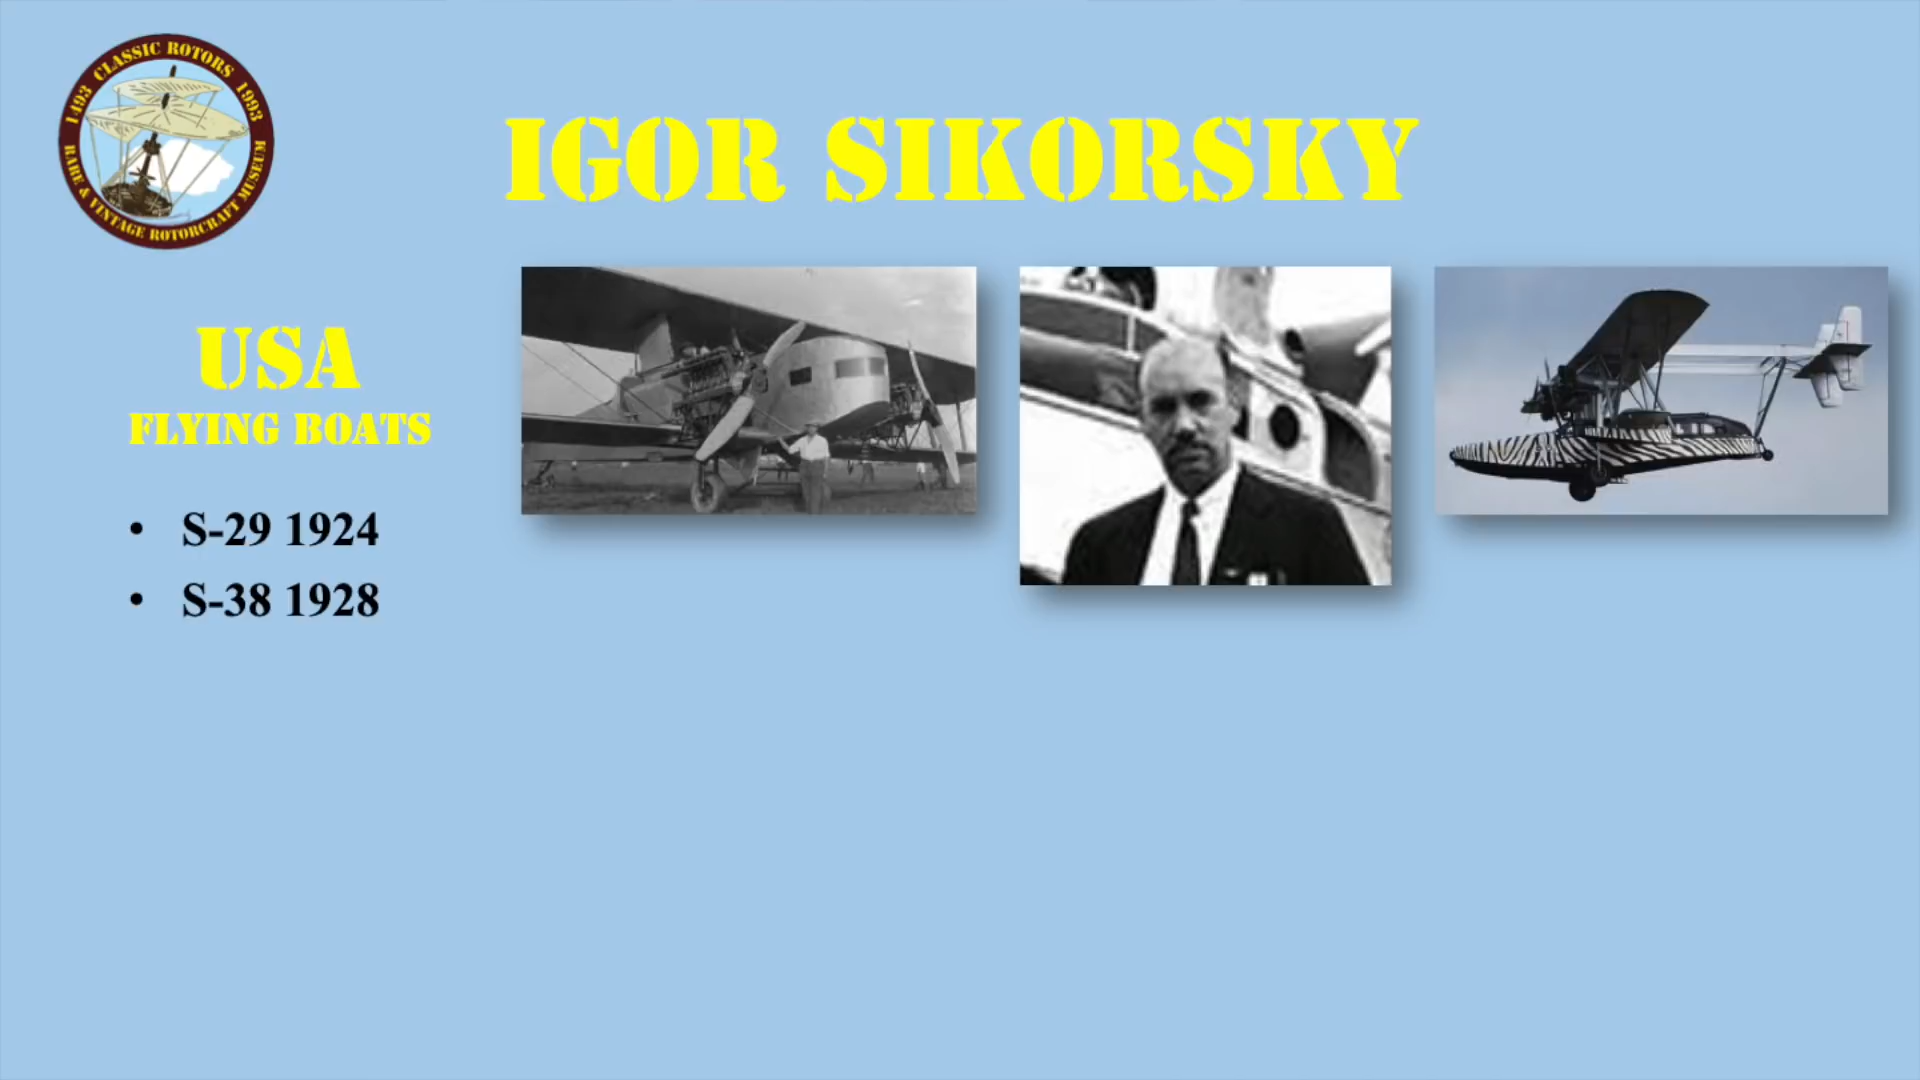 1493 CLASSIC ROTORS 1993
RARE & VINTAGE ROTORCRAFT MUSEUM
IGOR SIKORSKY
USA
FLYING BOATS
• S-29 1924
• S-38 1928